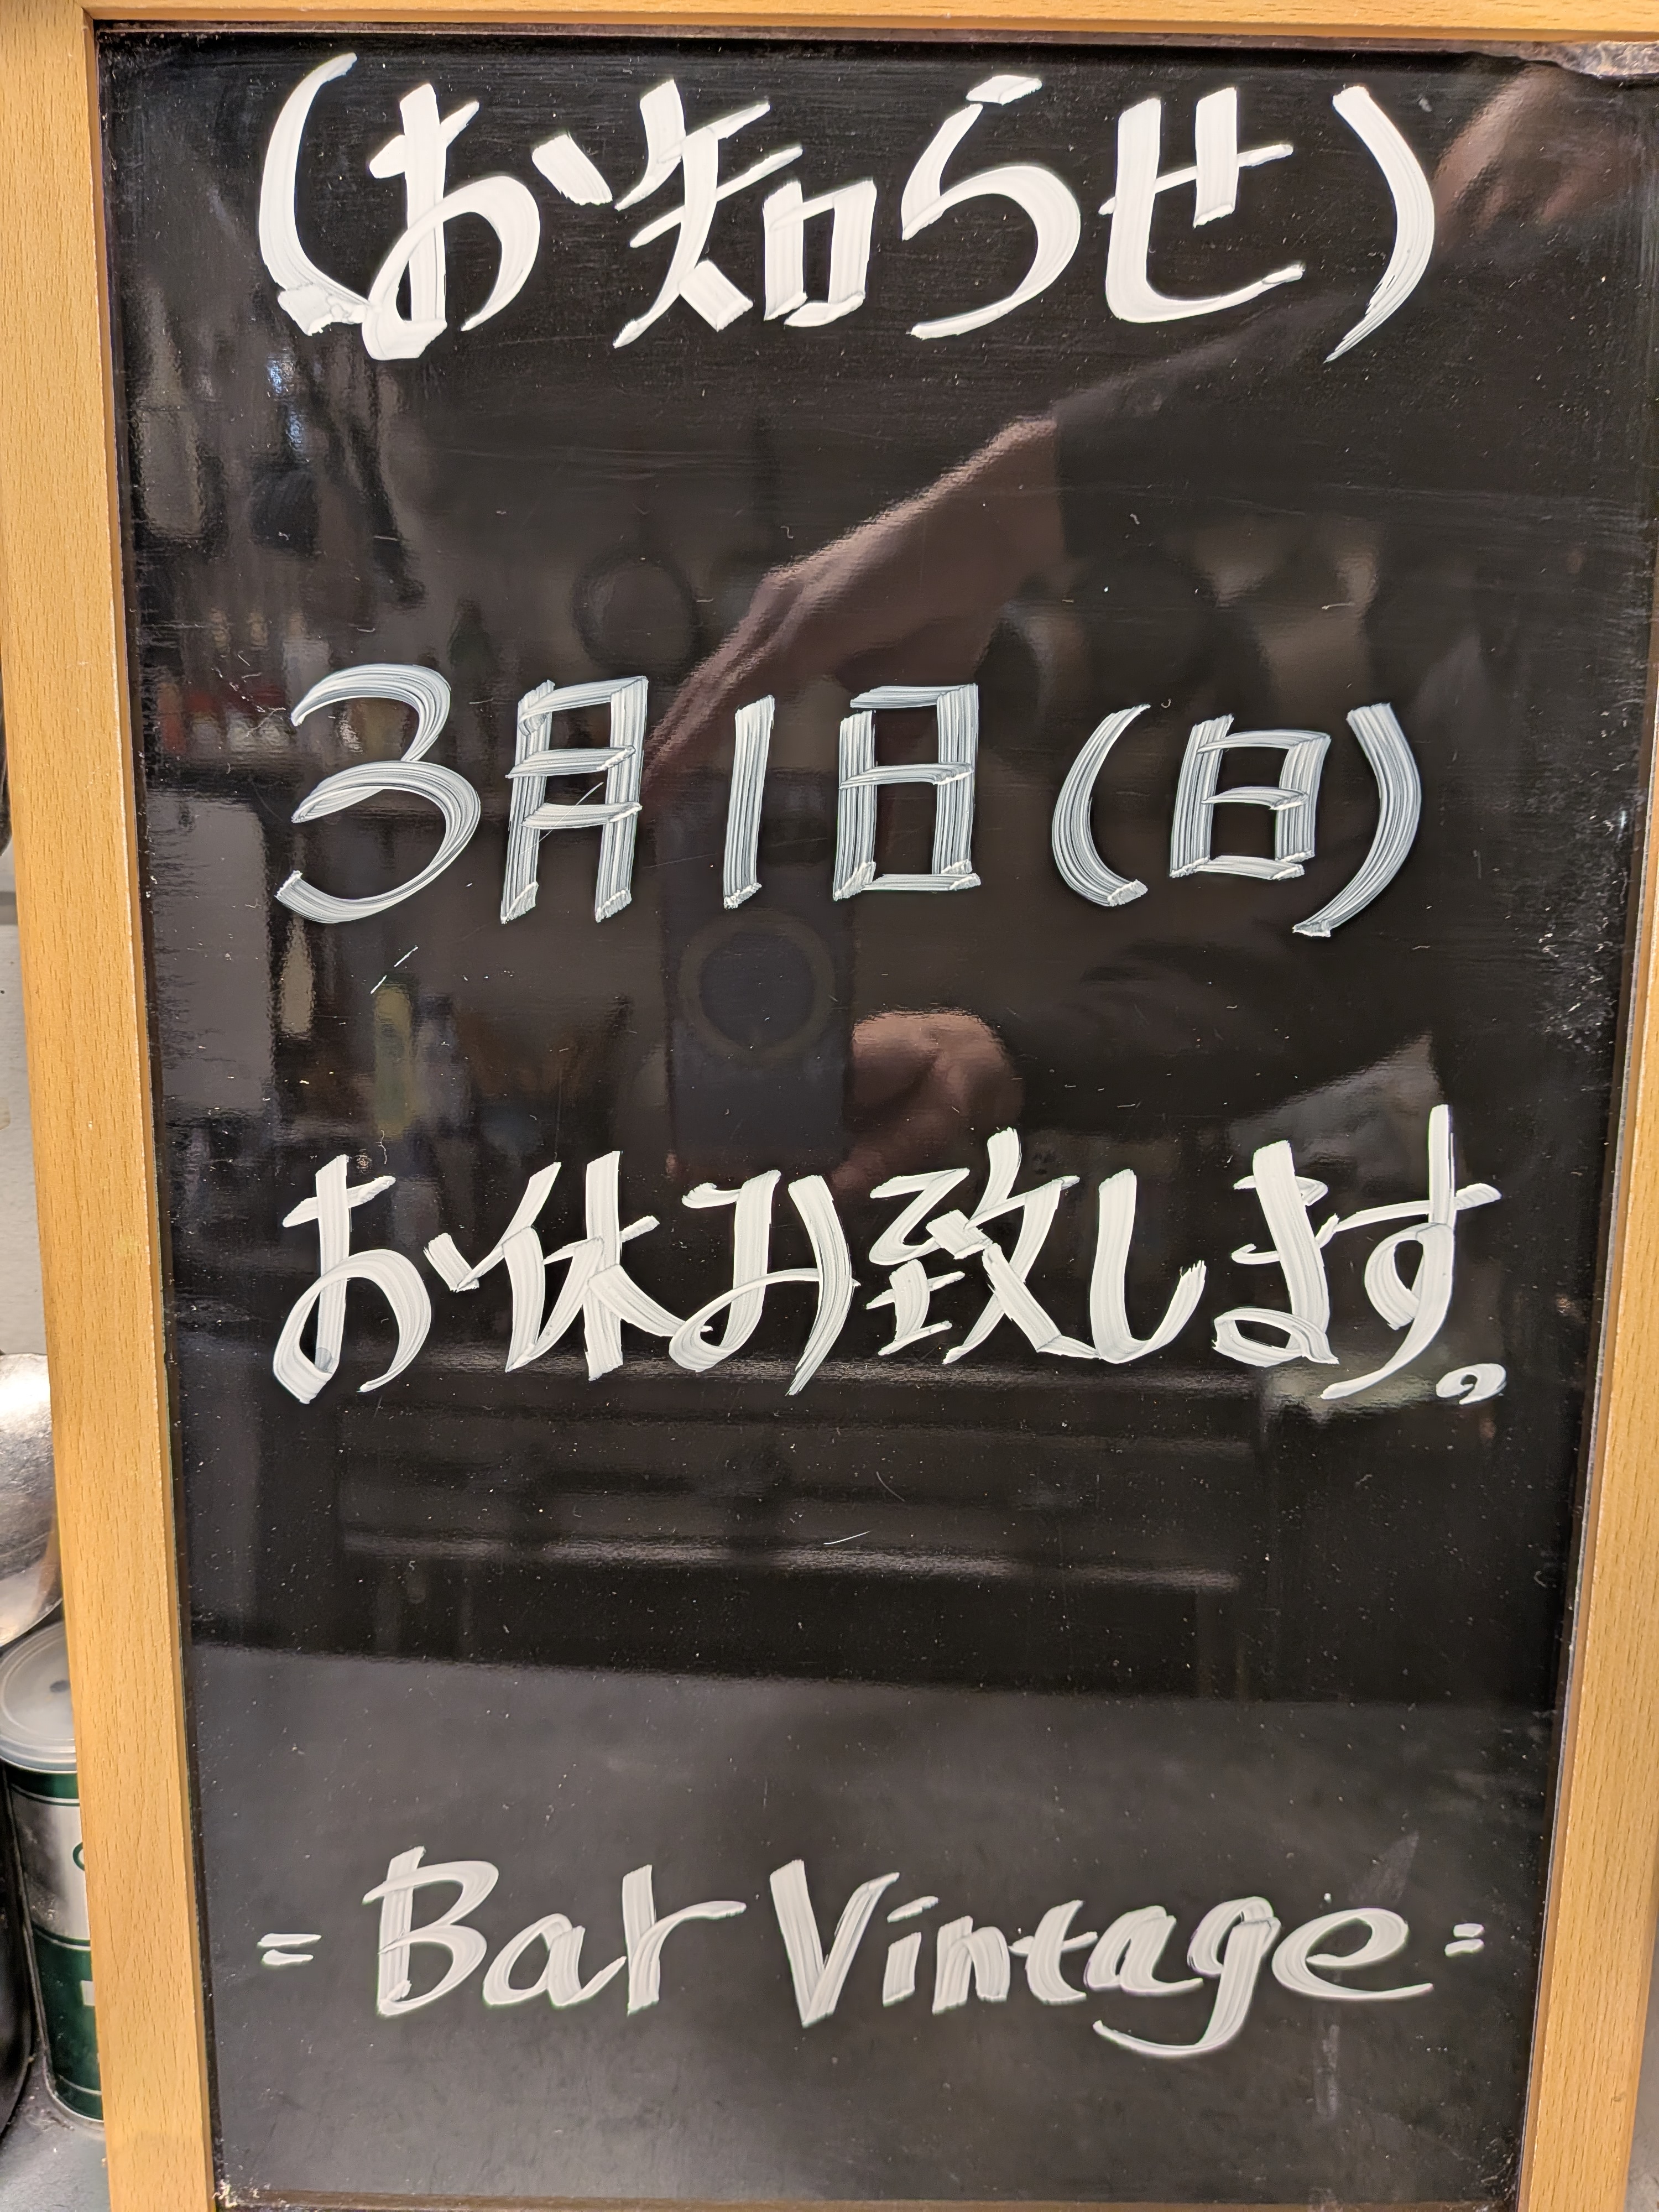 (お知らせ)
3月1日(日)
お休み致します。
= Bar Vintage =